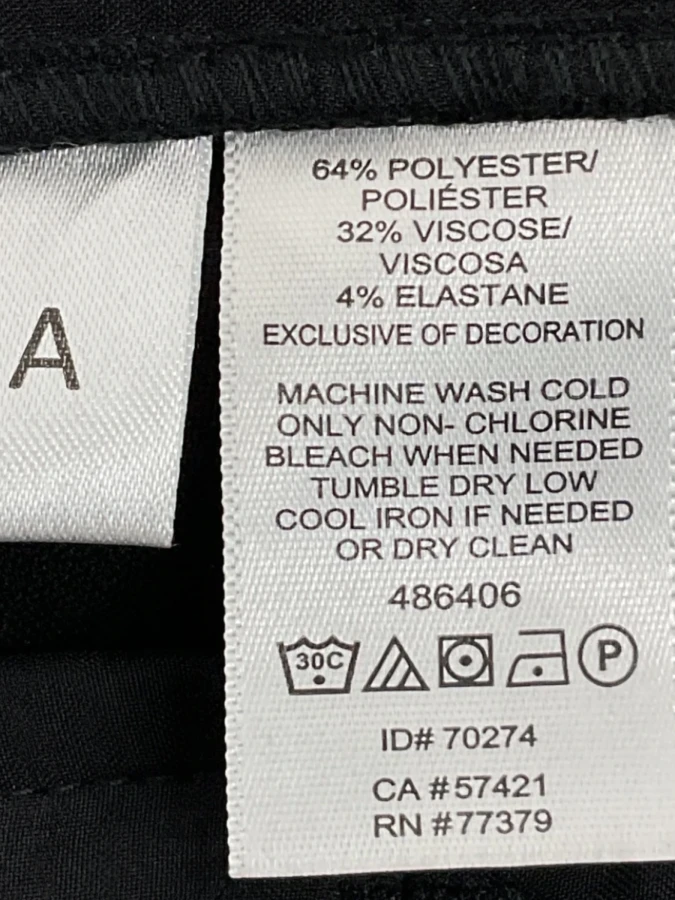 A
64% POLYESTER/
POLIÉSTER
32% VISCOSE/
VISCOSA
4% ELASTANE
EXCLUSIVE OF DECORATION
MACHINE WASH COLD
ONLY NON- CHLORINE
BLEACH WHEN NEEDED
TUMBLE DRY LOW
COOL IRON IF NEEDED
OR DRY CLEAN
486406
30C P
ID# 70274
CA #57421
RN #77379